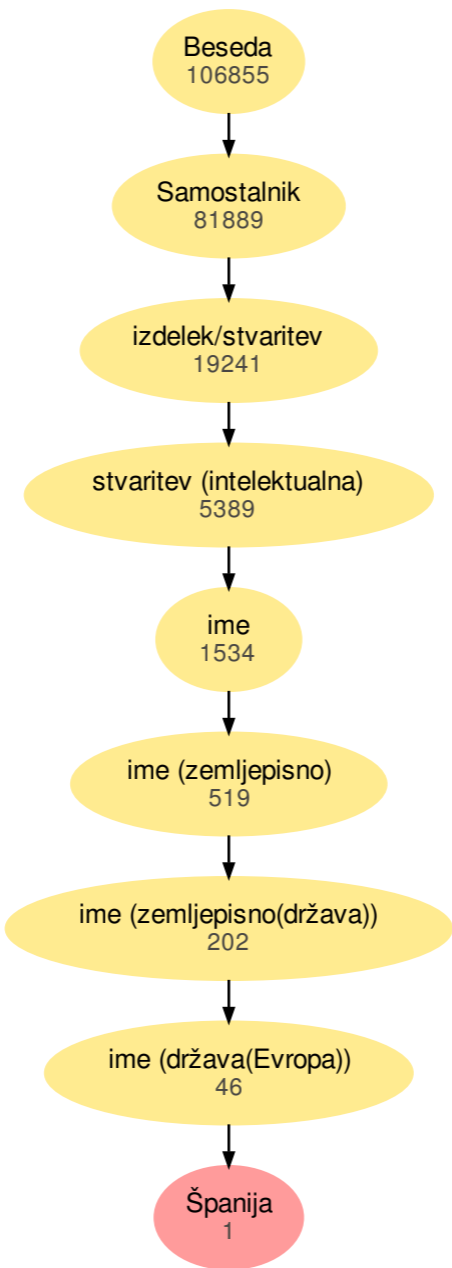 Beseda
106855
Samostalnik
81889
izdelek/stvaritev
19241
stvaritev (intelektualna)
5389
ime
1534
ime (zemljepisno)
519
ime (zemljepisno(država))
202
ime (država(Evropa))
46
Španija
1